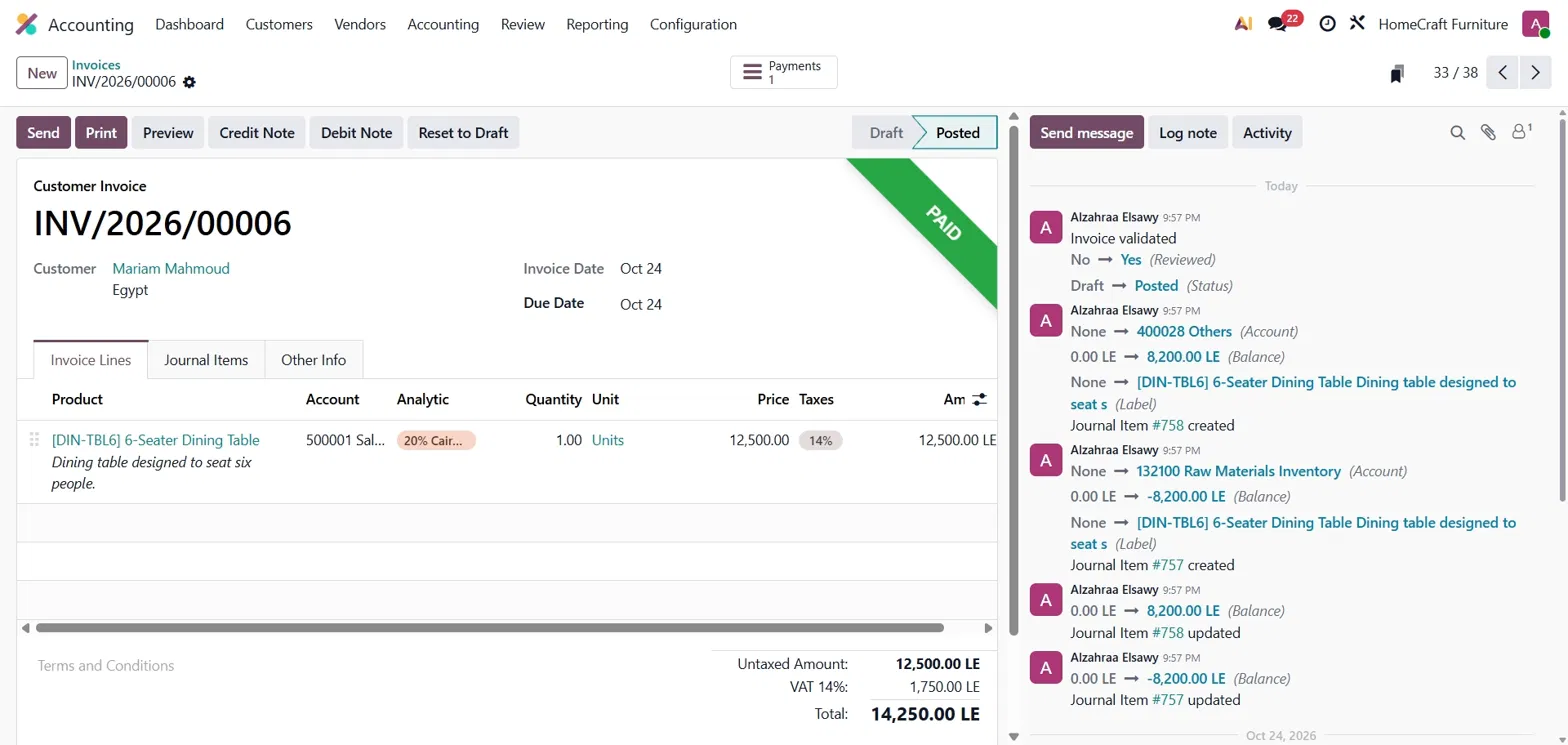 Accounting Dashboard Customers Vendors Accounting Review Reporting Configuration AI 22 HomeCraft Furniture A
New
Invoices
INV/2026/00006
Payments
1
33 / 38
Send Print Preview Credit Note Debit Note Reset to Draft Draft Posted
Customer Invoice
INV/2026/00006
PAID
Customer Mariam Mahmoud
Egypt
Invoice Date Oct 24
Due Date Oct 24
Invoice Lines Journal Items Other Info
Product Account Analytic Quantity Unit Price Taxes Am
[DIN-TBL6] 6-Seater Dining Table 500001 Sal... 20% Cair... 1.00 Units 12,500.00 14% 12,500.00 LE
Dining table designed to seat six
people.
Terms and Conditions
Untaxed Amount: 12,500.00 LE
VAT 14%: 1,750.00 LE
Total: 14,250.00 LE
Send message Log note Activity 1
Today
A Alzahraa Elsawy 9:57 PM
Invoice validated
No → Yes (Reviewed)
Draft → Posted (Status)
A Alzahraa Elsawy 9:57 PM
None → 400028 Others (Account)
0.00 LE → 8,200.00 LE (Balance)
None → [DIN-TBL6] 6-Seater Dining Table Dining table designed to
seat s (Label)
Journal Item #758 created
A Alzahraa Elsawy 9:57 PM
None → 132100 Raw Materials Inventory (Account)
0.00 LE → -8,200.00 LE (Balance)
None → [DIN-TBL6] 6-Seater Dining Table Dining table designed to
seat s (Label)
Journal Item #757 created
A Alzahraa Elsawy 9:57 PM
0.00 LE → 8,200.00 LE (Balance)
Journal Item #758 updated
A Alzahraa Elsawy 9:57 PM
0.00 LE → -8,200.00 LE (Balance)
Journal Item #757 updated
Oct 24, 2026